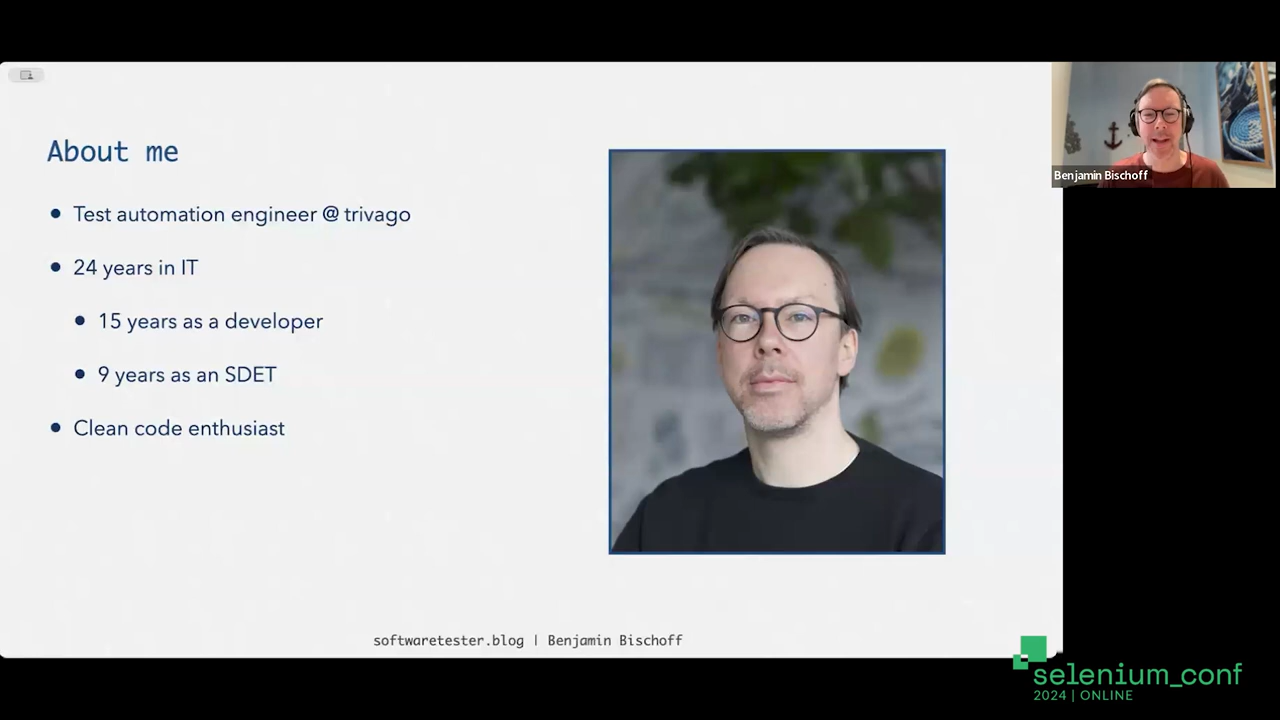 About me
Test automation engineer @ trivago
24 years in IT
15 years as a developer
9 years as an SDET
Clean code enthusiast
softwaretester.blog | Benjamin Bischoff
Benjamin Bischoff
selenium_conf
2024 | ONLINE